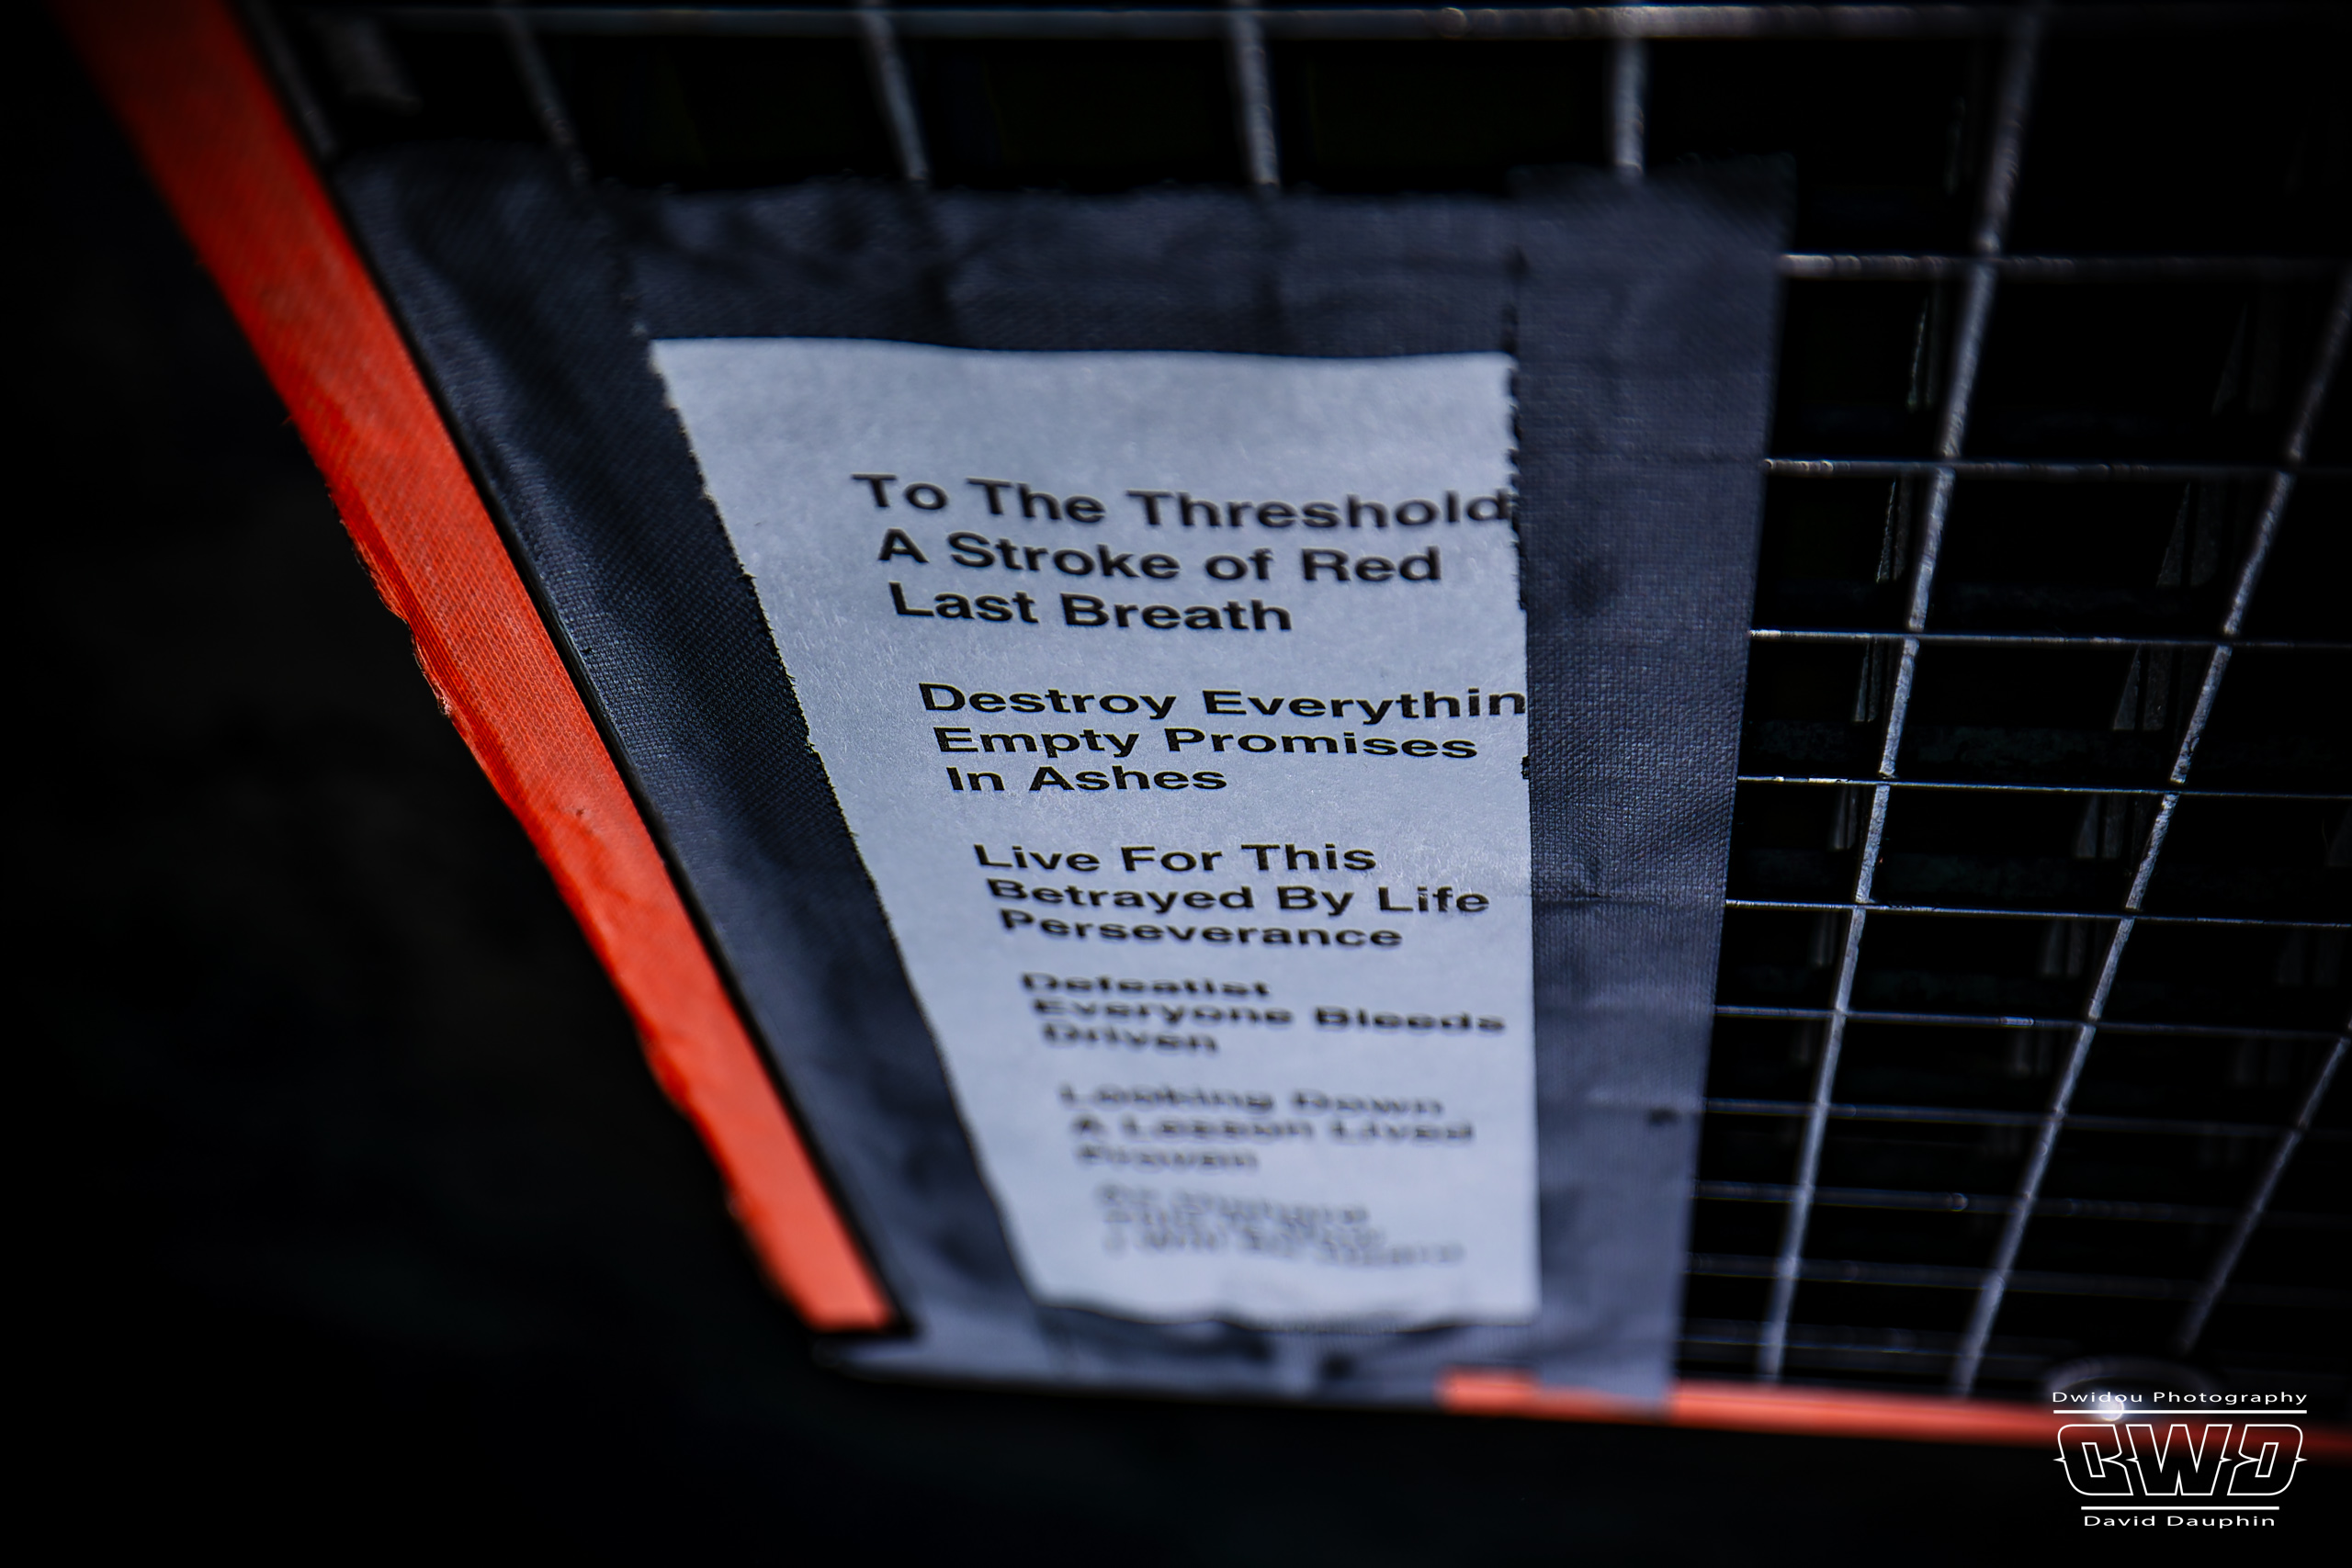 To The Threshold
A Stroke of Red
Last Breath
Destroy Everythin
Empty Promises
In Ashes
Live For This
Betrayed By Life
Perseverance
Defeatist
Everyone Bleeds
Driven
Looking Down
A Lesson Lived
Proven
Dwidou Photography
DWD
David Dauphin